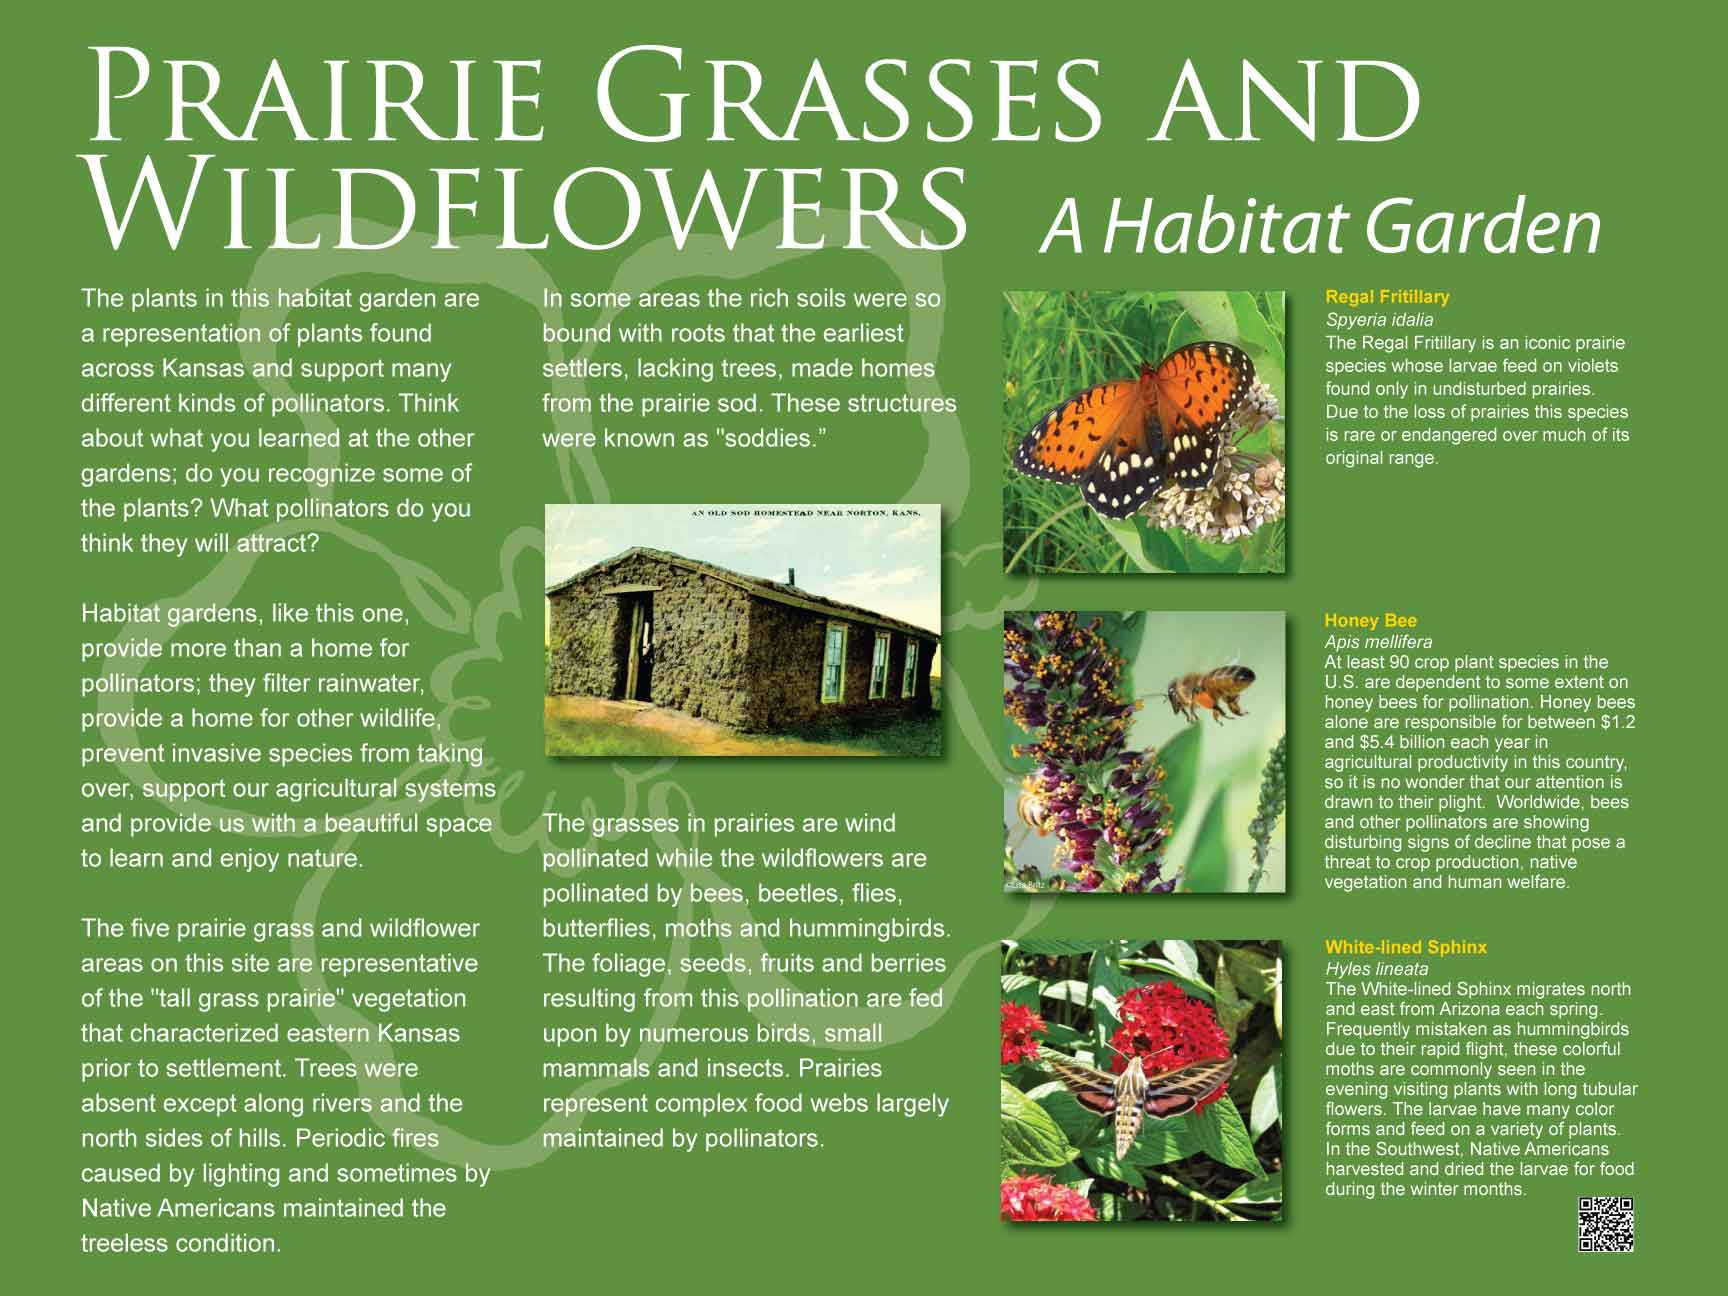 PRAIRIE GRASSES AND
WILDFLOWERS
A Habitat Garden
The plants in this habitat garden are
a representation of plants found
across Kansas and support many
different kinds of pollinators. Think
about what you learned at the other
gardens; do you recognize some of
the plants? What pollinators do you
think they will attract?
Habitat gardens, like this one,
provide more than a home for
pollinators; they filter rainwater,
provide a home for other wildlife,
prevent invasive species from taking
over, support our agricultural systems
and provide us with a beautiful space
to learn and enjoy nature.
The five prairie grass and wildflower
areas on this site are representative
of the "tall grass prairie" vegetation
that characterized eastern Kansas
prior to settlement. Trees were
absent except along rivers and the
north sides of hills. Periodic fires
caused by lighting and sometimes by
Native Americans maintained the
treeless condition.
In some areas the rich soils were so
bound with roots that the earliest
settlers, lacking trees, made homes
from the prairie sod. These structures
were known as "soddies.”
AN OLD SOD HOMESTEAD NEAR NORTON, KANS.
The grasses in prairies are wind
pollinated while the wildflowers are
pollinated by bees, beetles, flies,
butterflies, moths and hummingbirds.
The foliage, seeds, fruits and berries
resulting from this pollination are fed
upon by numerous birds, small
mammals and insects. Prairies
represent complex food webs largely
maintained by pollinators.
Regal Fritillary
Spyeria idalia
The Regal Fritillary is an iconic prairie
species whose larvae feed on violets
found only in undisturbed prairies.
Due to the loss of prairies this species
is rare or endangered over much of its
original range.
Honey Bee
Apis mellifera
At least 90 crop plant species in the
U.S. are dependent to some extent on
honey bees for pollination. Honey bees
alone are responsible for between $1.2
and $5.4 billion each year in
agricultural productivity in this country,
so it is no wonder that our attention is
drawn to their plight. Worldwide, bees
and other pollinators are showing
disturbing signs of decline that pose a
threat to crop production, native
vegetation and human welfare.
White-lined Sphinx
Hyles lineata
The White-lined Sphinx migrates north
and east from Arizona each spring.
Frequently mistaken as hummingbirds
due to their rapid flight, these colorful
moths are commonly seen in the
evening visiting plants with long tubular
flowers. The larvae have many color
forms and feed on a variety of plants.
In the Southwest, Native Americans
harvested and dried the larvae for food
during the winter months.